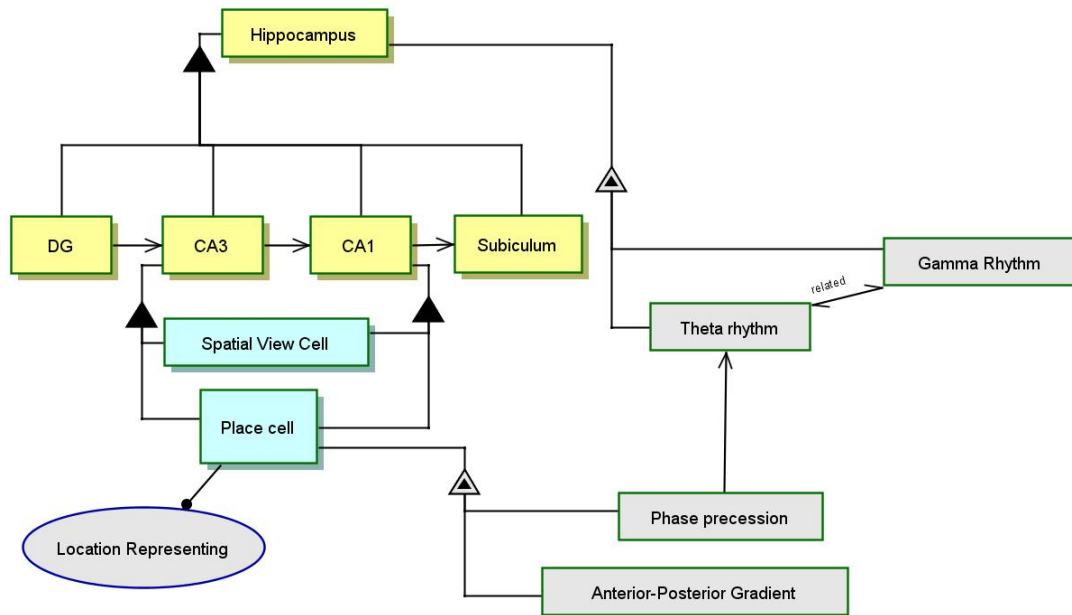 Hippocampus
DG
CA3
CA1
Subiculum
Gamma Rhythm
related
Theta rhythm
Spatial View Cell
Place cell
Phase precession
Location Representing
Anterior-Posterior Gradient